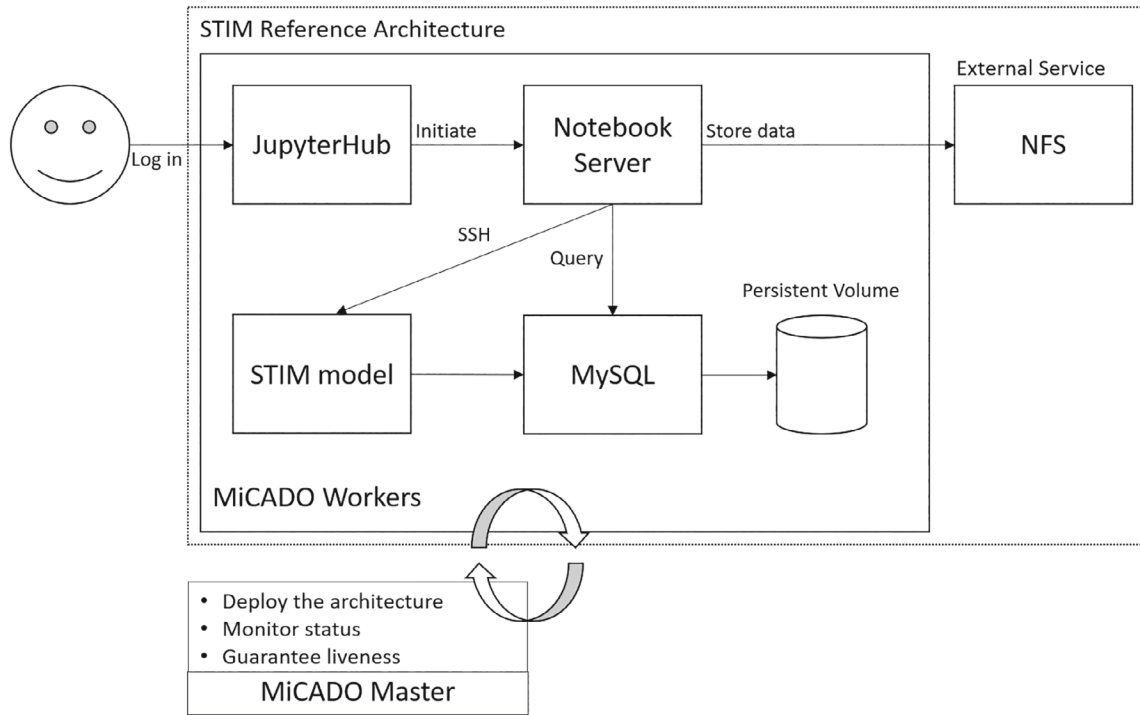 STIM Reference Architecture
External Service
JupyterHub
Initiate
Notebook
Server
Store data
NFS
Log in
SSH
Query
Persistent Volume
STIM model
MySQL
MiCADO Workers
• Deploy the architecture
• Monitor status
• Guarantee liveness
MiCADO Master